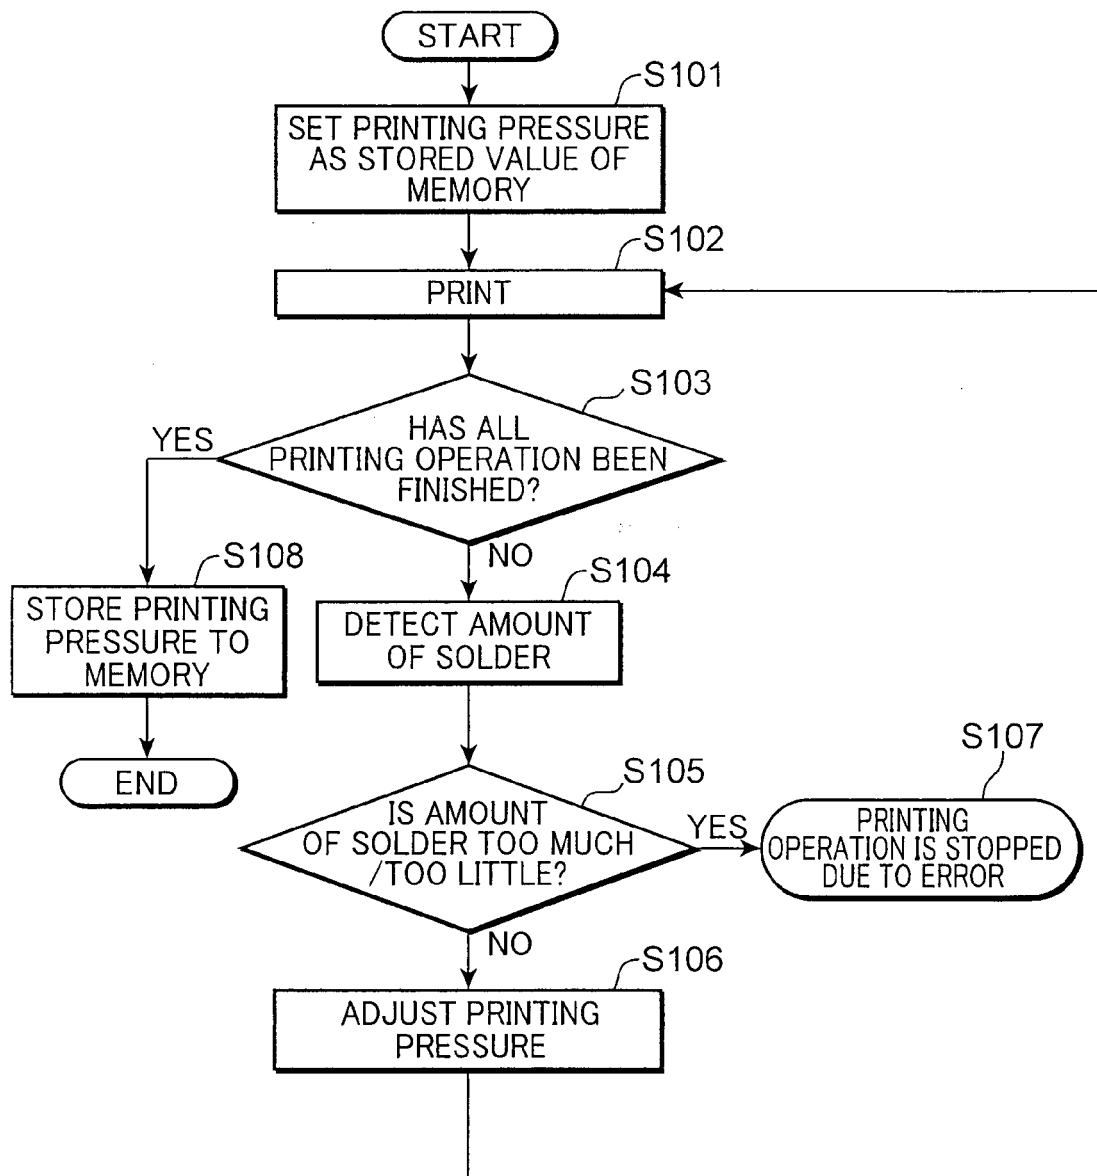 START
S101
SET PRINTING PRESSURE
AS STORED VALUE OF
MEMORY
S102
PRINT
S103
HAS ALL
PRINTING OPERATION BEEN
FINISHED?
YES
NO
S108
STORE PRINTING
PRESSURE TO
MEMORY
END
S104
DETECT AMOUNT
OF SOLDER
S105
IS AMOUNT
OF SOLDER TOO MUCH
/TOO LITTLE?
YES
NO
S107
PRINTING
OPERATION IS STOPPED
DUE TO ERROR
S106
ADJUST PRINTING
PRESSURE